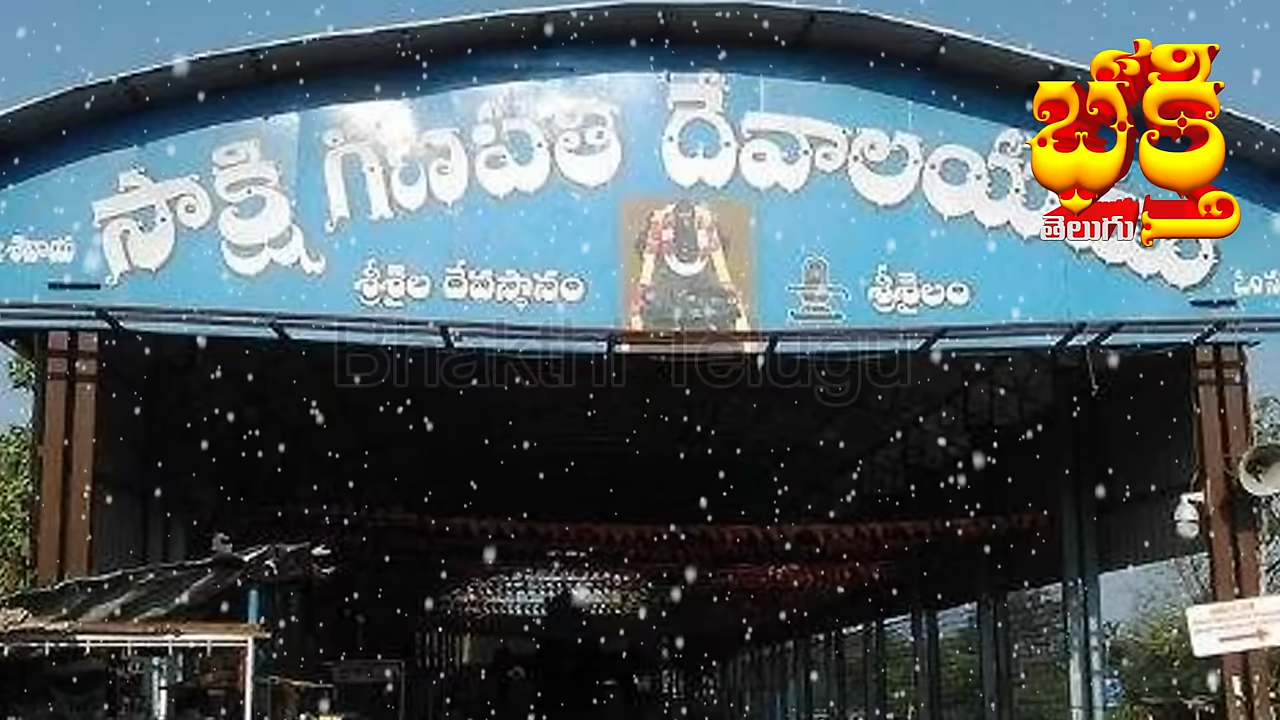 సాక్షి గణపతి దేవాలయము
శివాయ
శ్రీశైల దేవస్థానం
శ్రీశైలం
ఓం న
భక్తి
తెలుగు
Bhakthi Telugu